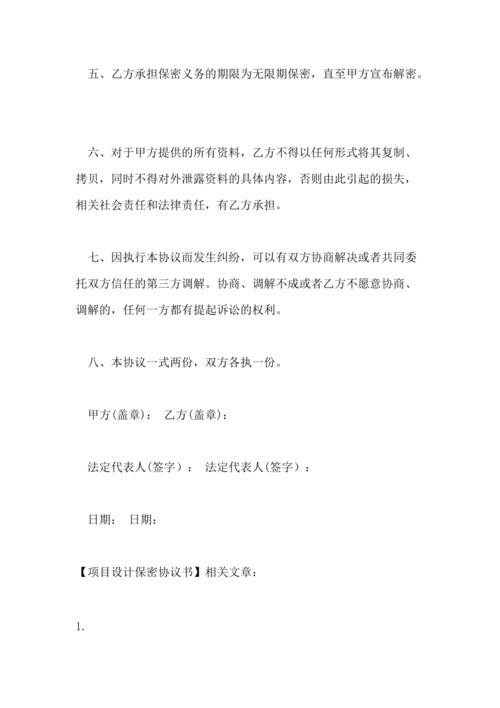 五、乙方承担保密义务的期限为无限期保密，直至甲方宣布解密。
六、对于甲方提供的所有资料，乙方不得以任何形式将其复制、
拷贝，同时不得对外泄露资料的具体内容，否则由此引起的损失，
相关社会责任和法律责任，有乙方承担。
七、因执行本协议而发生纠纷，可以有双方协商解决或者共同委
托双方信任的第三方调解。协商、调解不成或者乙方不愿意协商、
调解的，任何一方都有提起诉讼的权利。
八、本协议一式两份，双方各执一份。
甲方(盖章)： 乙方(盖章)：
法定代表人(签字)： 法定代表人(签字)：
日期： 日期：
【项目设计保密协议书】相关文章：
1.